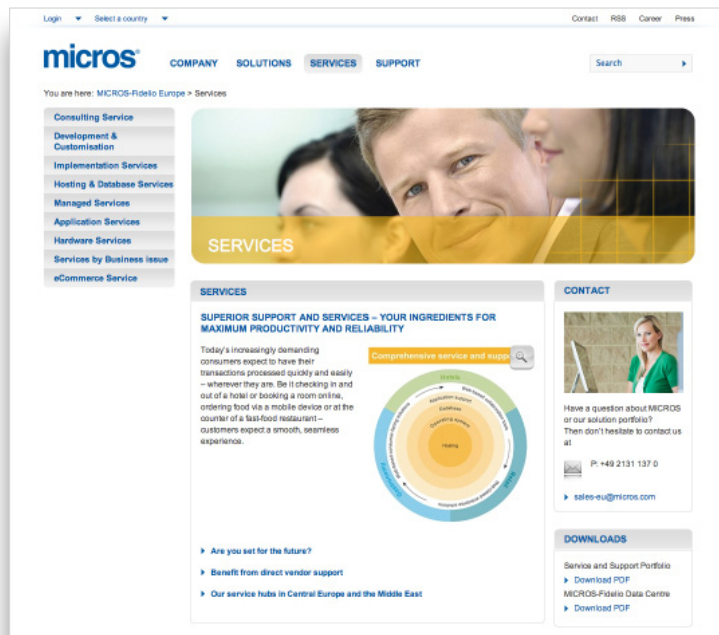 Login Select a country Contact RSS Career Press
micros
COMPANY SOLUTIONS SERVICES SUPPORT Search
You are here: MICROS-Fidelio Europe > Services
Consulting Service
Development &
Customisation
Implementation Services
Hosting & Database Services
Managed Services
Application Services
Hardware Services
Services by Business issue
eCommerce Service
SERVICES
SERVICES
SUPERIOR SUPPORT AND SERVICES – YOUR INGREDIENTS FOR
MAXIMUM PRODUCTIVITY AND RELIABILITY
Today's increasingly demanding
consumers expect to have their
transactions processed quickly and easily
– wherever they are. Be it checking in and
out of a hotel or booking a room online,
ordering food via a mobile device or at the
counter of a fast-food restaurant –
customers expect a smooth, seamless
experience.
Comprehensive service and supp
Hotels
Application support
Database
Operating system
Hosting
Retail
Are you set for the future?
Benefit from direct vendor support
Our service hubs in Central Europe and the Middle East
CONTACT
Have a question about MICROS
or our solution portfolio?
Then don't hesitate to contact us
at
P: +49 2131 137 0
sales-eu@micros.com
DOWNLOADS
Service and Support Portfolio
Download PDF
MICROS-Fidelio Data Centre
Download PDF